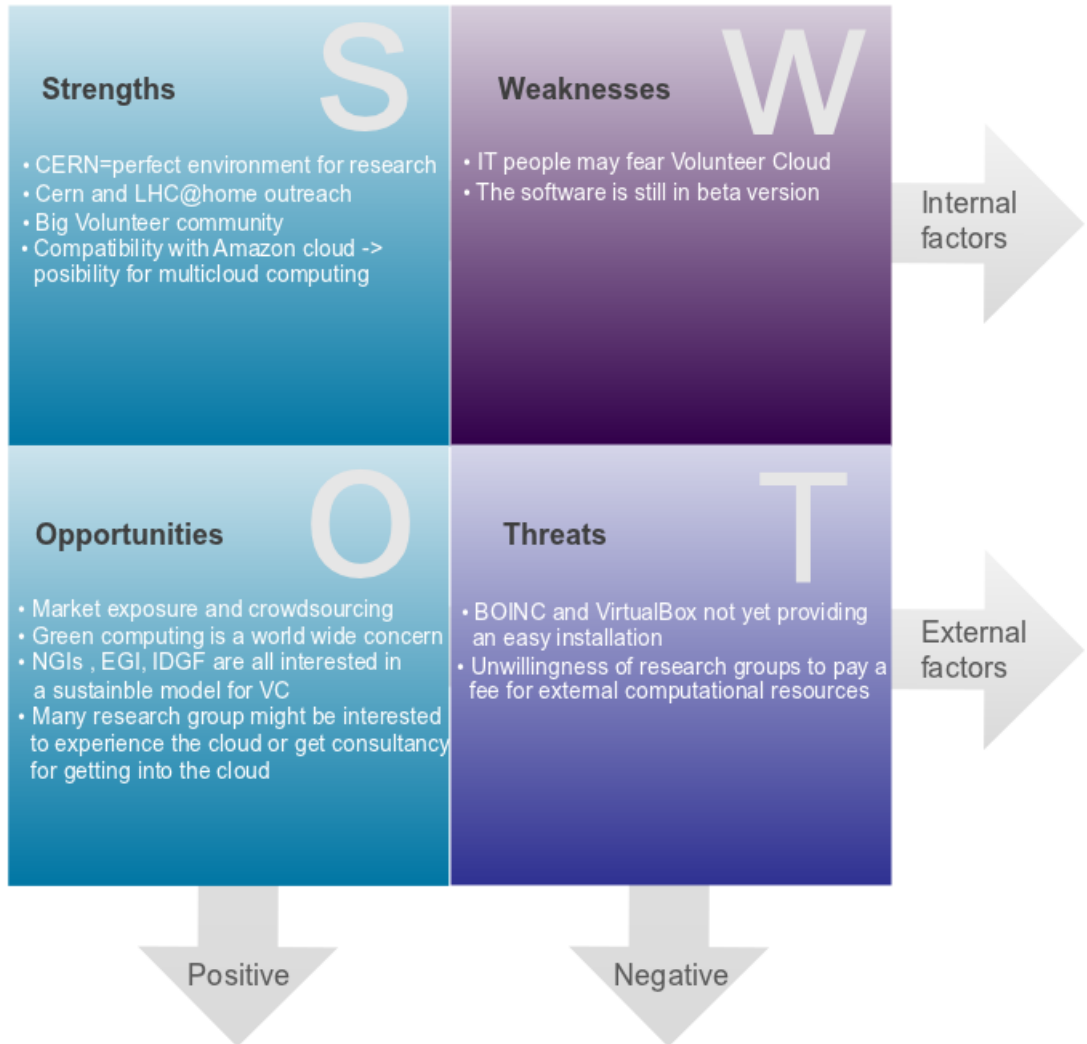 S
Strengths
• CERN=perfect environment for research
• Cern and LHC@home outreach
• Big Volunteer community
• Compatibility with Amazon cloud ->
posibility for multicloud computing
W
Weaknesses
• IT people may fear Volunteer Cloud
• The software is still in beta version
Internal
factors
O
Opportunities
• Market exposure and crowdsourcing
• Green computing is a world wide concern
• NGIs , EGI, IDGF are all interested in
a sustainble model for VC
• Many research group might be interested
to experience the cloud or get consultancy
for getting into the cloud
T
Threats
• BOINC and VirtualBox not yet providing
an easy installation
• Unwillingness of research groups to pay a
fee for external computational resources
External
factors
Positive
Negative